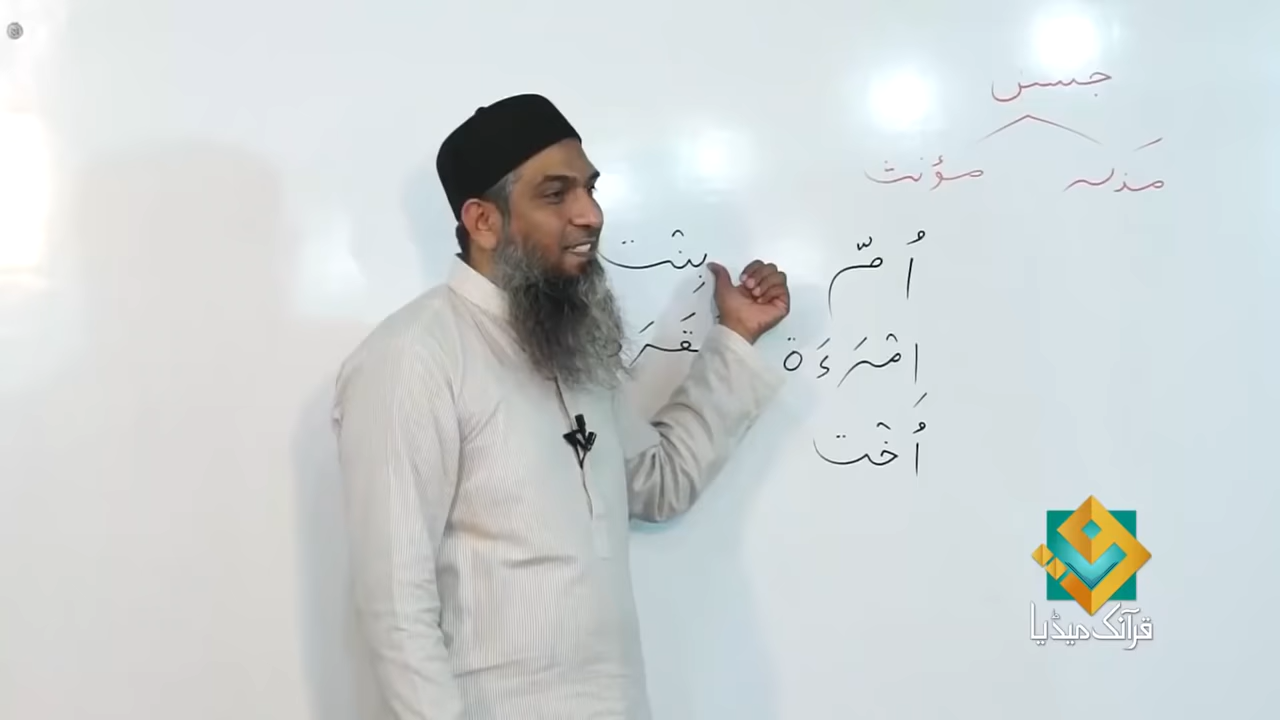 جنس
مذکر مؤنث
اُمّ بِنْت
اِمْرَءَة
اُخْت
قرآنک میڈیا